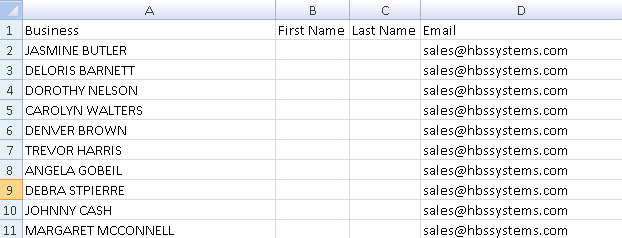 A B C D
1 Business First Name Last Name Email
2 JASMINE BUTLER sales@hbssystems.com
3 DELORIS BARNETT sales@hbssystems.com
4 DOROTHY NELSON sales@hbssystems.com
5 CAROLYN WALTERS sales@hbssystems.com
6 DENVER BROWN sales@hbssystems.com
7 TREVOR HARRIS sales@hbssystems.com
8 ANGELA GOBEIL sales@hbssystems.com
9 DEBRA STPIERRE sales@hbssystems.com
10 JOHNNY CASH sales@hbssystems.com
11 MARGARET MCCONNELL sales@hbssystems.com